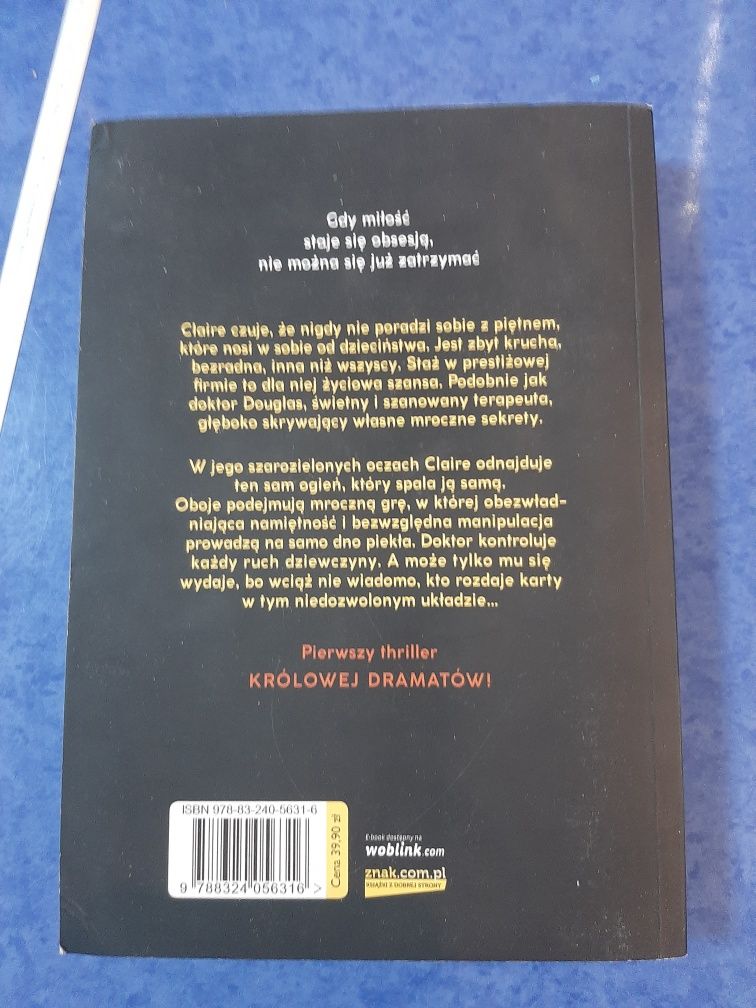 Gdy miłość
staje się obsesją,
nie można się już zatrzymać
Claire czuje, że nigdy nie poradzi sobie z piętnem,
które nosi w sobie od dzieciństwa. Jest zbyt krucha,
bezradna, inna niż wszyscy. Staż w prestiżowej
firmie to dla niej życiowa szansa. Podobnie jak
doktor Douglas, świetny i szanowany terapeuta,
głęboko skrywający własne mroczne sekrety.
W jego szarozielonych oczach Claire odnajduje
ten sam ogień, który spala ją samą.
Oboje podejmują mroczną grę, w której obezwład-
niająca namiętność i bezwzględna manipulacja
prowadzą na samo dno piekła. Doktor kontroluje
każdy ruch dziewczyny. A może tylko mu się
wydaje, bo wciąż nie wiadomo, kto rozdaje karty
w tym niedozwolonym układzie...
Pierwszy thriller
KRÓLOWEJ DRAMATÓW!
ISBN 978-83-240-5631-6
9 788324 056316 >
Cena 39,90 zł
E-book dostępny na
woblink.com
znak.com.pl
KSIĄŻKI Z DOBREJ STRONY